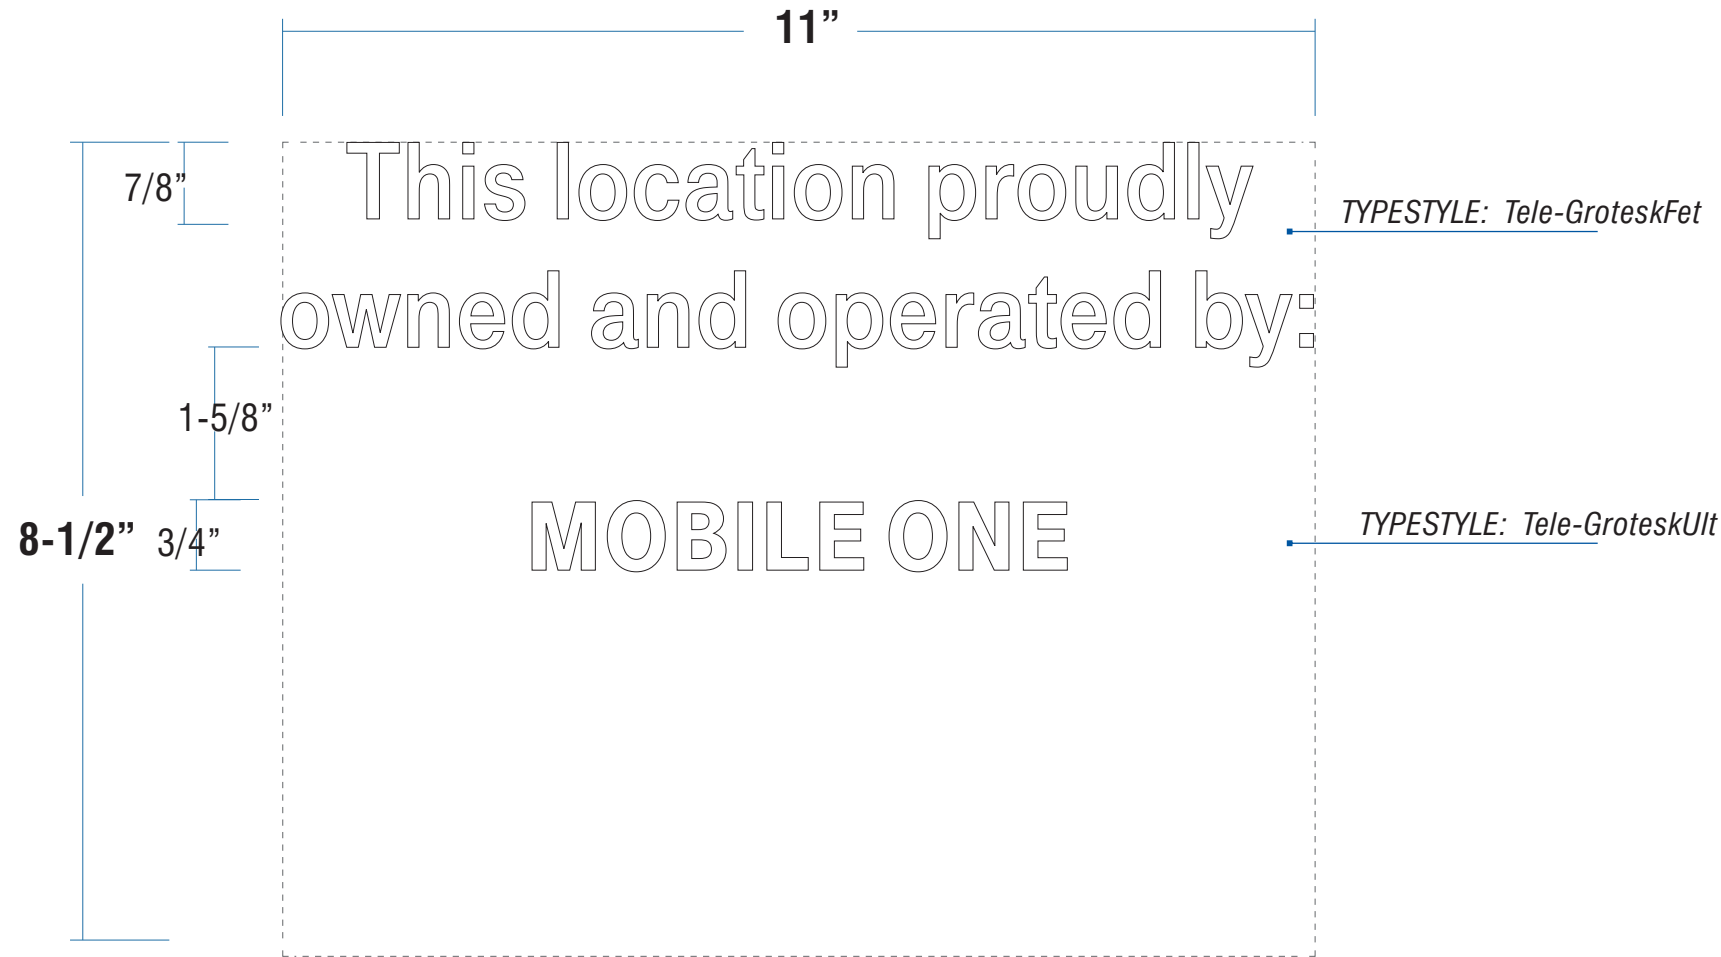 11”
This location proudly
7/8”
TYPESTYLE: Tele-GroteskFet
owned and operated by:
1-5/8”
MOBILE ONE
8-1/2”
3/4”
TYPESTYLE: Tele-GroteskUlt